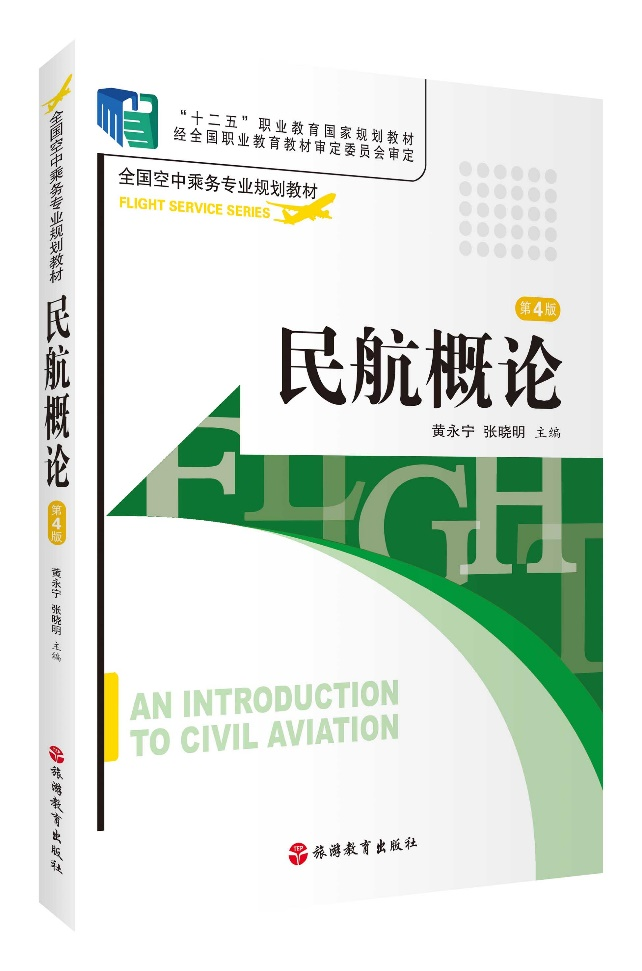 全国空中乘务专业规划教材
民航概论
第4版
黄永宁 张晓明 主编
旅游教育出版社
“十二五”职业教育国家规划教材
经全国职业教育教材审定委员会审定
全国空中乘务专业规划教材
FLIGHT SERVICE SERIES
第4版
民航概论
黄永宁 张晓明 主编
FLIGHT
AN INTRODUCTION
TO CIVIL AVIATION
TEP
旅游教育出版社